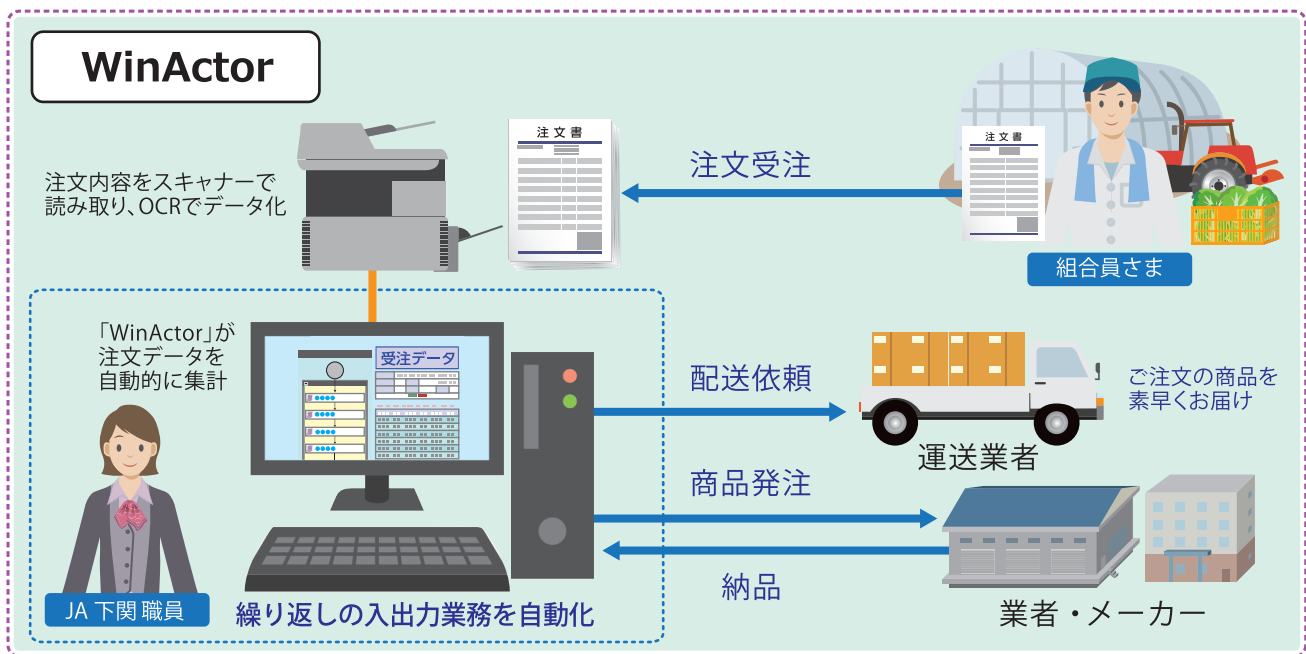 WinActor
注文書
注文書
注文受注
注文内容をスキャナーで
読み取り、OCRでデータ化
組合員さま
「WinActor」が
注文データを
自動的に集計
受注データ
配送依頼
ご注文の商品を
素早くお届け
運送業者
商品発注
納品
JA下関 職員
繰り返しの入出力業務を自動化
業者・メーカー